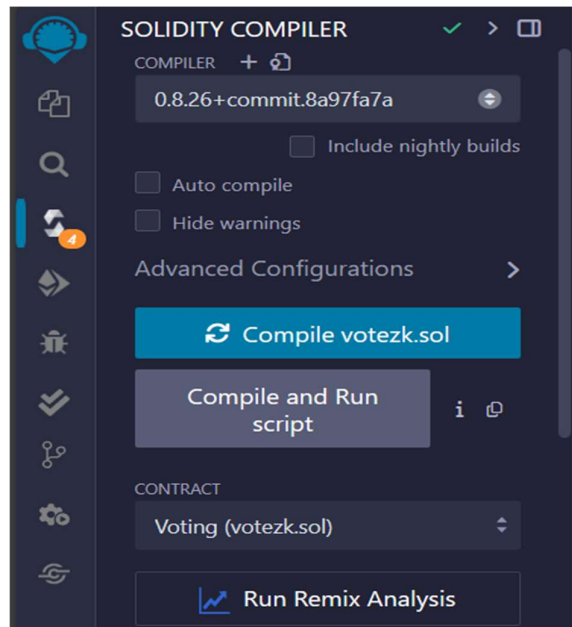 SOLIDITY COMPILER
COMPILER
0.8.26+commit.8a97fa7a
Include nightly builds
Auto compile
Hide warnings
4
Advanced Configurations
Compile votezk.sol
Compile and Run
script
i
CONTRACT
Voting (votezk.sol)
Run Remix Analysis